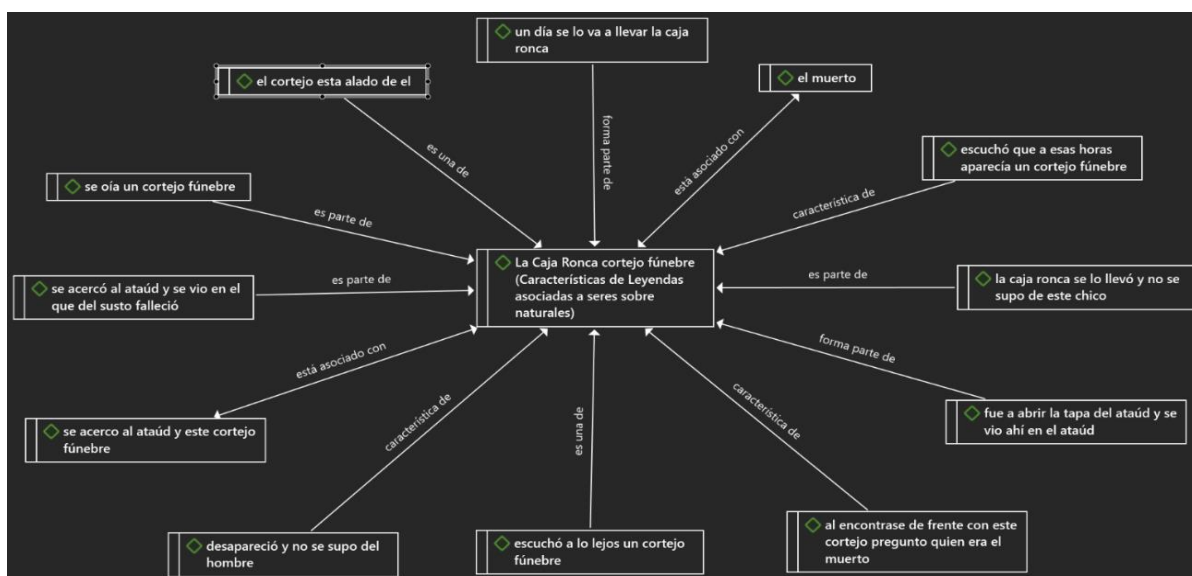 un día se lo va a llevar la caja
ronca
el cortejo esta alado de el
el muerto
es una de
forma parte de
está asociado con
escuchó que a esas horas
aparecía un cortejo fúnebre
se oía un cortejo fúnebre
es parte de
característica de
La Caja Ronca cortejo fúnebre
(Características de Leyendas
asociadas a seres sobre
naturales)
se acercó al ataúd y se vio en el
que del susto falleció
es parte de
es parte de
la caja ronca se lo llevó y no se
supo de este chico
está asociado con
forma parte de
se acerco al ataúd y este cortejo
fúnebre
característica de
es una de
característica de
fue a abrir la tapa del ataúd y se
vio ahí en el ataúd
desapareció y no se supo del
hombre
escuchó a lo lejos un cortejo
fúnebre
al encontrase de frente con este
cortejo pregunto quien era el
muerto